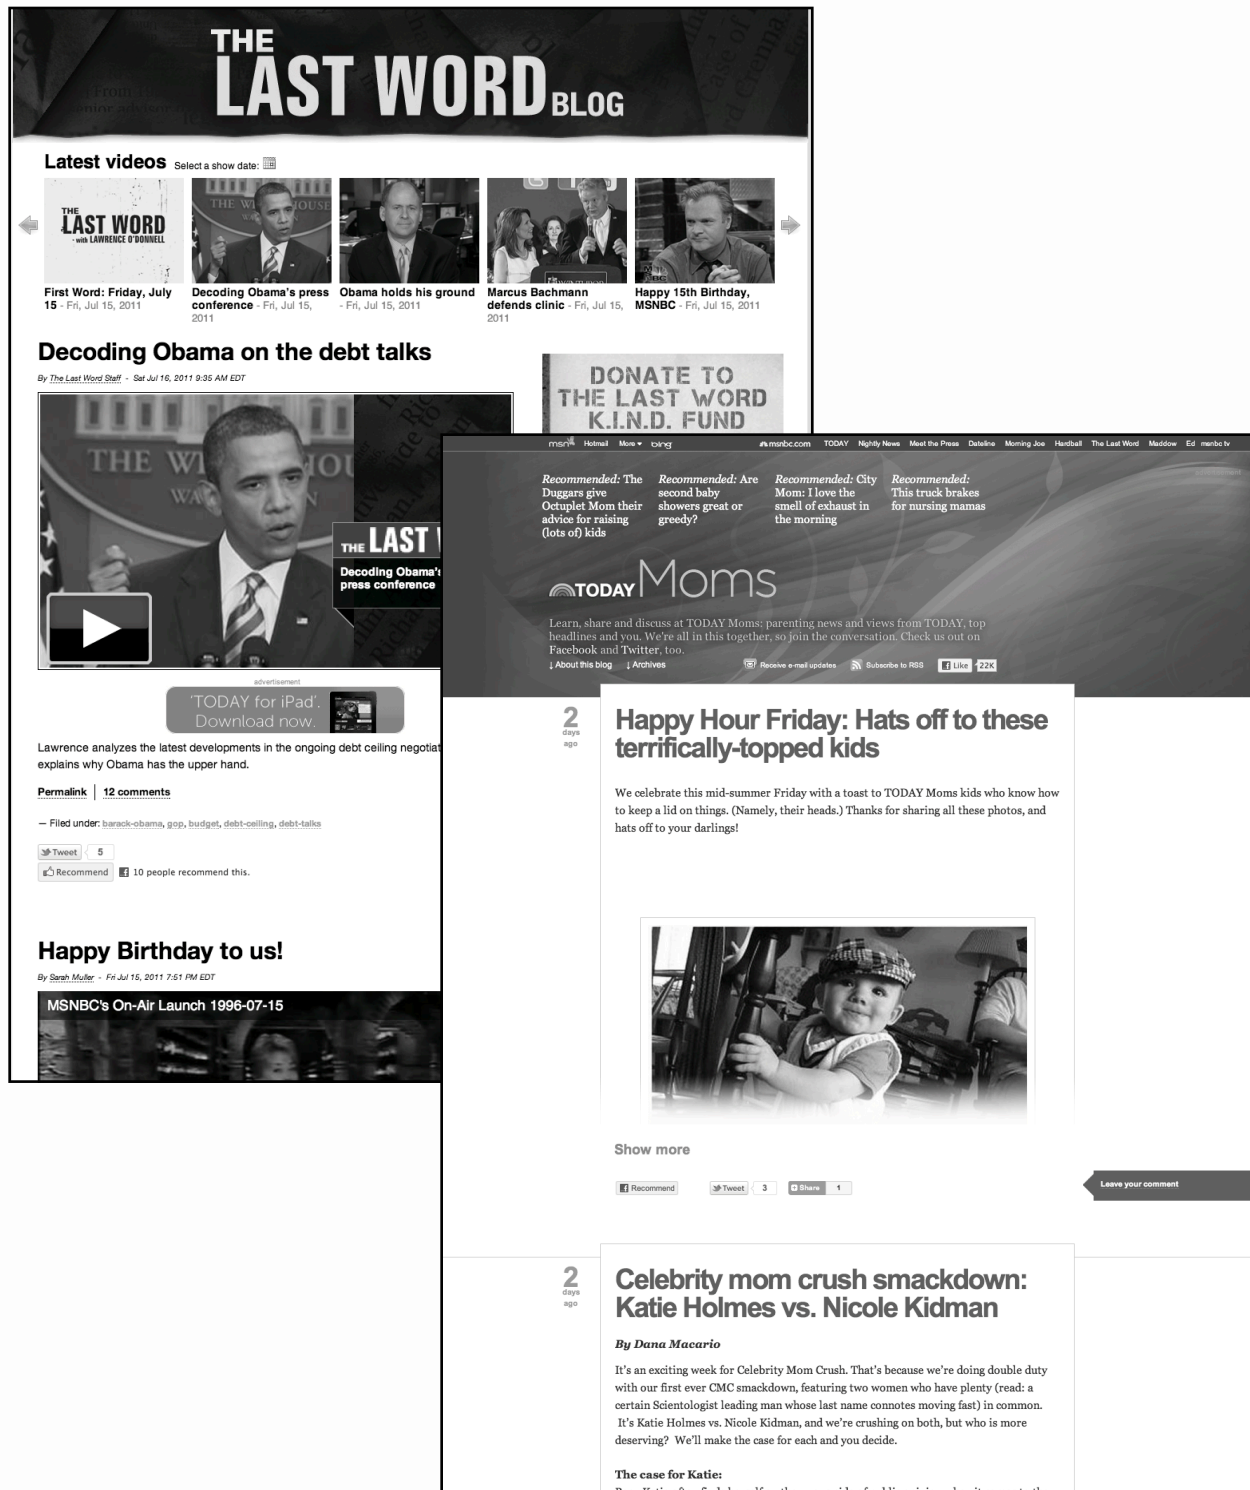 THE
LAST WORD BLOG
Latest videos Select a show date:
THE
LAST WORD
- with LAWRENCE O'DONNELL
First Word: Friday, July
15 - Fri, Jul 15, 2011
Decoding Obama's press
conference - Fri, Jul 15,
2011
Obama holds his ground
- Fri, Jul 15, 2011
Marcus Bachmann
defends clinic - Fri, Jul 15,
2011
Happy 15th Birthday,
MSNBC - Fri, Jul 15, 2011
Decoding Obama on the debt talks
By The Last Word Staff - Sat Jul 16, 2011 9:35 AM EDT
THE LAST
Decoding Obama's
press conference
advertisement
'TODAY for iPad'.
Download now.
Lawrence analyzes the latest developments in the ongoing debt ceiling negotiat
explains why Obama has the upper hand.
Permalink | 12 comments
— Filed under: barack-obama, gop, budget, debt-ceiling, debt-talks
Tweet 5
Recommend 10 people recommend this.
Happy Birthday to us!
By Sarah Muller - Fri Jul 15, 2011 7:51 PM EDT
MSNBC's On-Air Launch 1996-07-15
DONATE TO
THE LAST WORD
K.I.N.D. FUND
msn Hotmail More bing msnbc.com TODAY Nightly News Meet the Press Dateline Morning Joe Hardball The Last Word Maddow Ed msnbc tv
Recommended: The
Duggars give
Octuplet Mom their
advice for raising
(lots of) kids
Recommended: Are
second baby
showers great or
greedy?
Recommended: City
Mom: I love the
smell of exhaust in
the morning
Recommended:
This truck brakes
for nursing mamas
TODAY Moms
Learn, share and discuss at TODAY Moms: parenting news and views from TODAY, top
headlines and you. We're all in this together, so join the conversation. Check us out on
Facebook and Twitter, too.
↓ About this blog ↓ Archives Receive e-mail updates Subscribe to RSS Like 22K
2
days
ago
Happy Hour Friday: Hats off to these
terrifically-topped kids
We celebrate this mid-summer Friday with a toast to TODAY Moms kids who know how
to keep a lid on things. (Namely, their heads.) Thanks for sharing all these photos, and
hats off to your darlings!
Show more
Recommend Tweet 3 Share 1
Leave your comment
2
days
ago
Celebrity mom crush smackdown:
Katie Holmes vs. Nicole Kidman
By Dana Macario
It's an exciting week for Celebrity Mom Crush. That's because we're doing double duty
with our first ever CMC smackdown, featuring two women who have plenty (read: a
certain Scientologist leading man whose last name connotes moving fast) in common.
It's Katie Holmes vs. Nicole Kidman, and we're crushing on both, but who is more
deserving? We'll make the case for each and you decide.
The case for Katie: